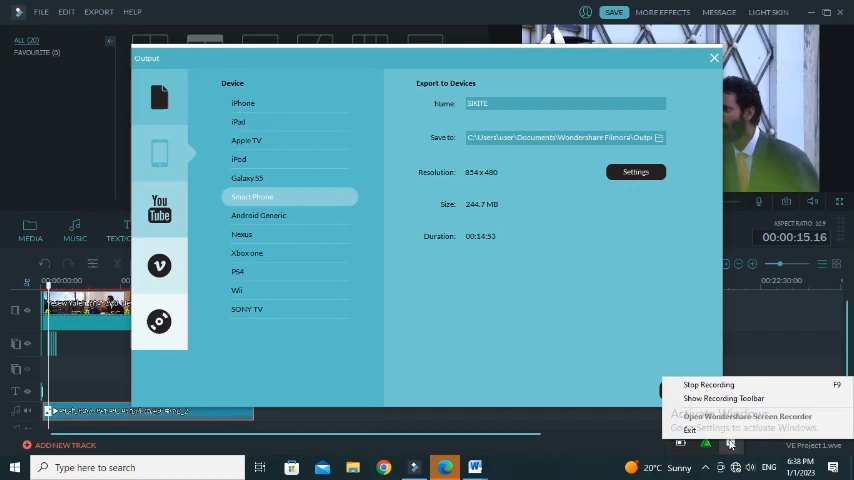 FILE EDIT EXPORT HELP
SAVE MORE EFFECTS MESSAGE LIGHT SKIN
ALL (20)
FAVOURITE (0)
Output
Device
iPhone
iPad
Apple TV
iPod
Galaxy S5
Smart Phone
Android Generic
Nexus
Xbox one
PS4
Wii
SONY TV
You
Tube
Export to Devices
Name: SIKITE
Save to: C:\Users\user\Documents\Wondershare Filmora\Outp
Resolution: 854 x 480 Settings
Size: 244.7 MB
Duration: 00:14:53
MEDIA MUSIC
ASPECT RATIO: 16:9
00:00:15.16
00:00:00:00
00:22:30:00
Stop Recording F9
Show Recording Toolbar
Open Wondershare Screen Recorder
Exit
Activate Windows
Go to Settings to activate Windows.
ADD NEW TRACK
VE Project 1.wve
Type here to search
20°C Sunny
ENG
6:38 PM
1/1/2023